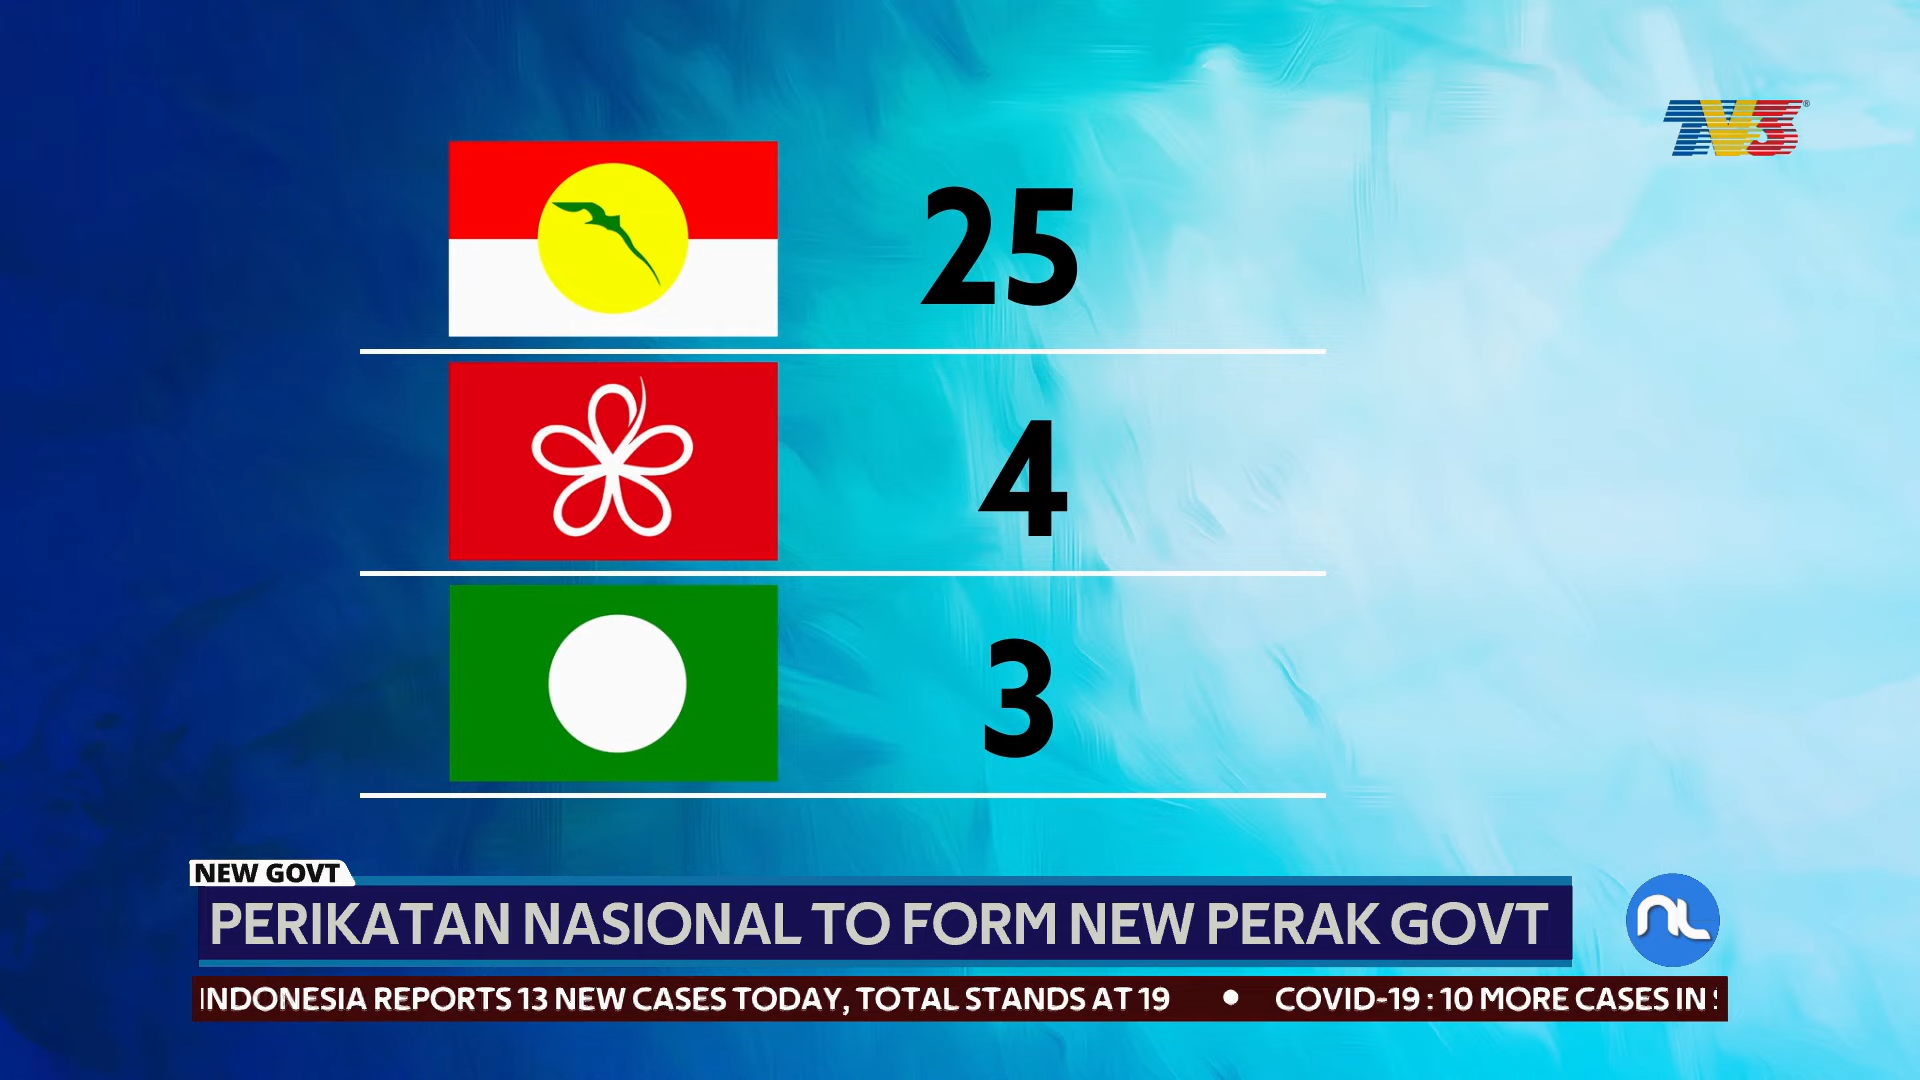 TV3
25
4
3
NEW GOVT
PERIKATAN NASIONAL TO FORM NEW PERAK GOVT
NL
INDONESIA REPORTS 13 NEW CASES TODAY, TOTAL STANDS AT 19 • COVID-19 : 10 MORE CASES IN